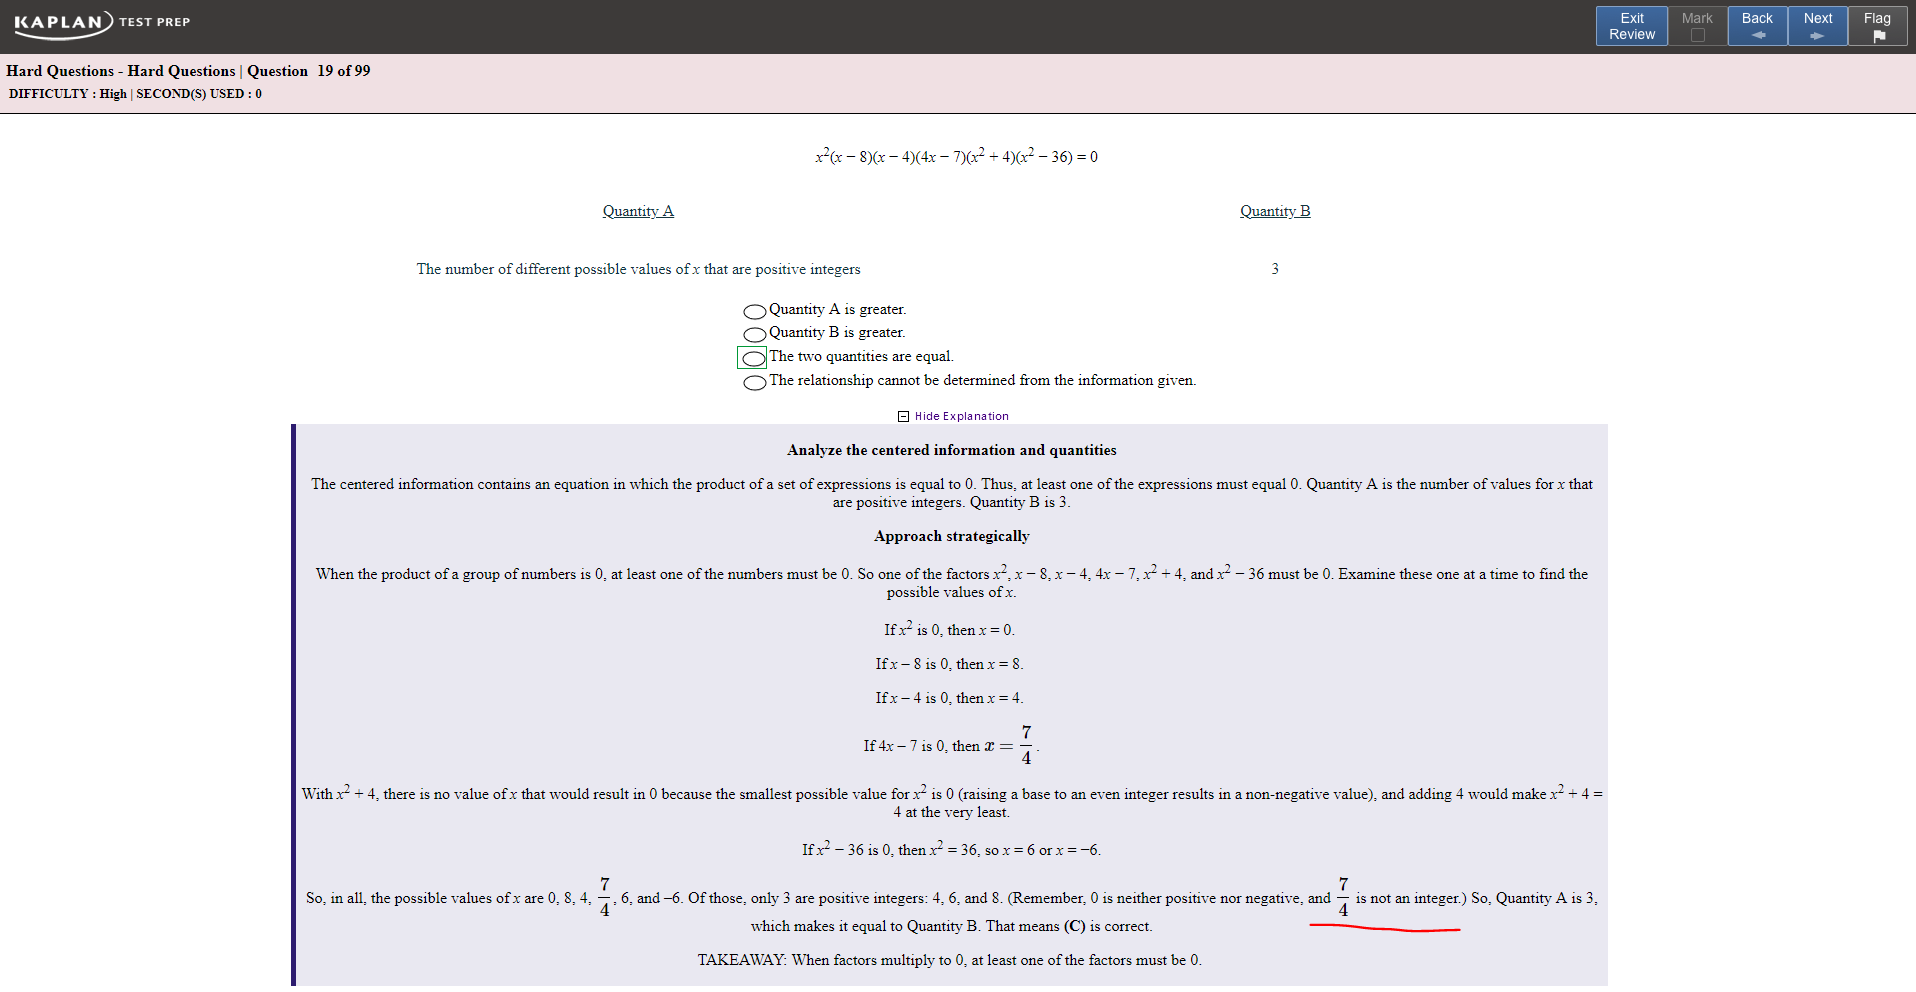 KAPLAN TEST PREP
Exit Review
Mark
Back
Next
Flag
Hard Questions - Hard Questions | Question 19 of 99
DIFFICULTY : High | SECOND(S) USED : 0
x²(x – 8)(x – 4)(4x – 7)(x² + 4)(x² – 36) = 0
Quantity A
Quantity B
The number of different possible values of x that are positive integers
3
Quantity A is greater.
Quantity B is greater.
The two quantities are equal.
The relationship cannot be determined from the information given.
Hide Explanation
Analyze the centered information and quantities
The centered information contains an equation in which the product of a set of expressions is equal to 0. Thus, at least one of the expressions must equal 0. Quantity A is the number of values for x that
are positive integers. Quantity B is 3.
Approach strategically
When the product of a group of numbers is 0, at least one of the numbers must be 0. So one of the factors x², x – 8, x – 4, 4x – 7, x² + 4, and x² – 36 must be 0. Examine these one at a time to find the
possible values of x.
If x² is 0, then x = 0.
If x – 8 is 0, then x = 8.
If x – 4 is 0, then x = 4.
If 4x – 7 is 0, then x = 7/4.
With x² + 4, there is no value of x that would result in 0 because the smallest possible value for x² is 0 (raising a base to an even integer results in a non-negative value), and adding 4 would make x² + 4 =
4 at the very least.
If x² – 36 is 0, then x² = 36, so x = 6 or x = –6.
So, in all, the possible values of x are 0, 8, 4, 7/4, 6, and –6. Of those, only 3 are positive integers: 4, 6, and 8. (Remember, 0 is neither positive nor negative, and 7/4 is not an integer.) So, Quantity A is 3,
which makes it equal to Quantity B. That means (C) is correct.
TAKEAWAY: When factors multiply to 0, at least one of the factors must be 0.